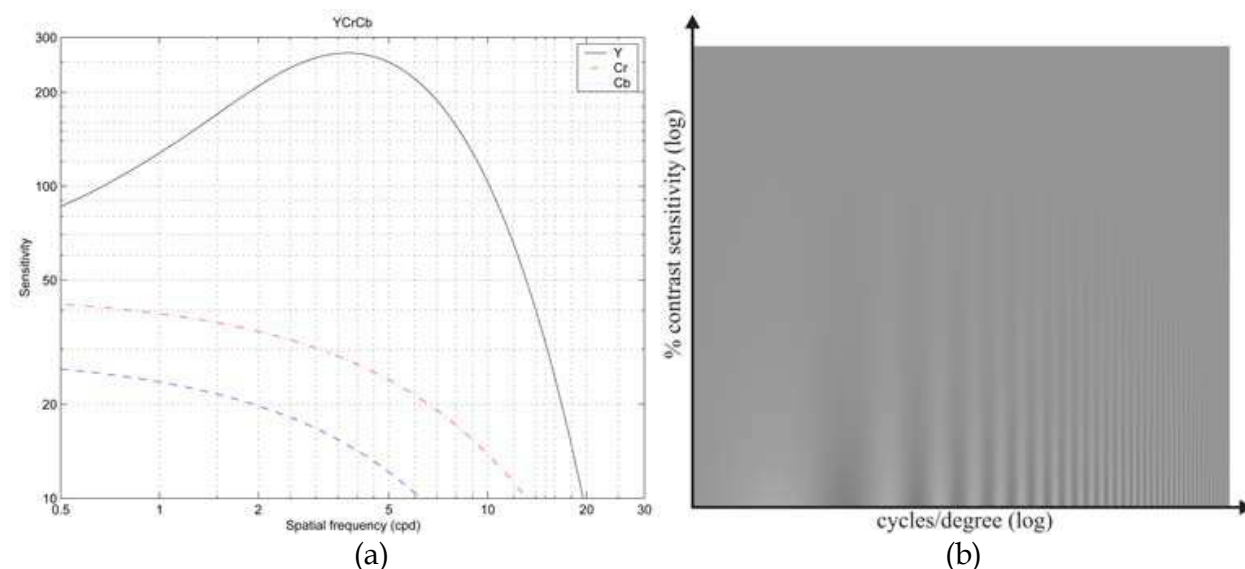 YCrCb
300
200
100
50
20
10
Sensitivity
Y
Cr
Cb
0.5 1 2 5 10 20 30
Spatial frequency (cpd)
(a)
% contrast sensitivity (log)
cycles/degree (log)
(b)